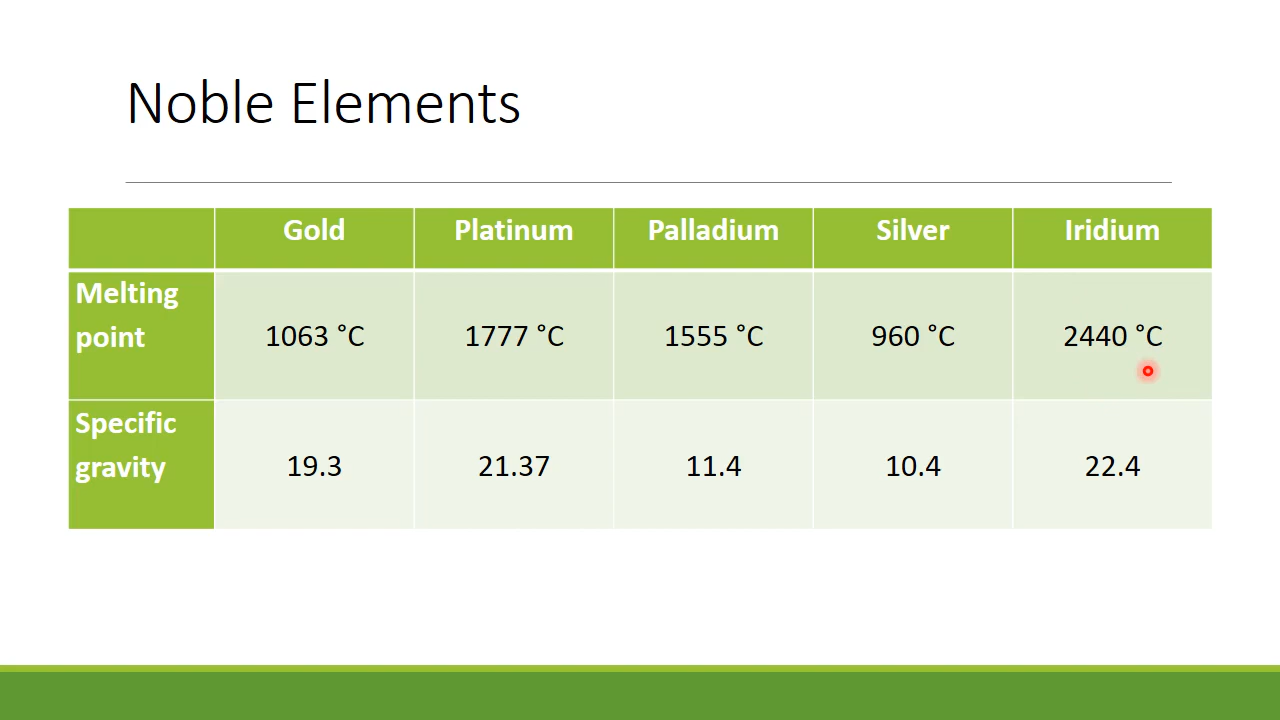 Noble Elements
Gold Platinum Palladium Silver Iridium
Melting
point
1063 ˚C 1777 ˚C 1555 ˚C 960 ˚C 2440 ˚C
Specific
gravity
19.3 21.37 11.4 10.4 22.4